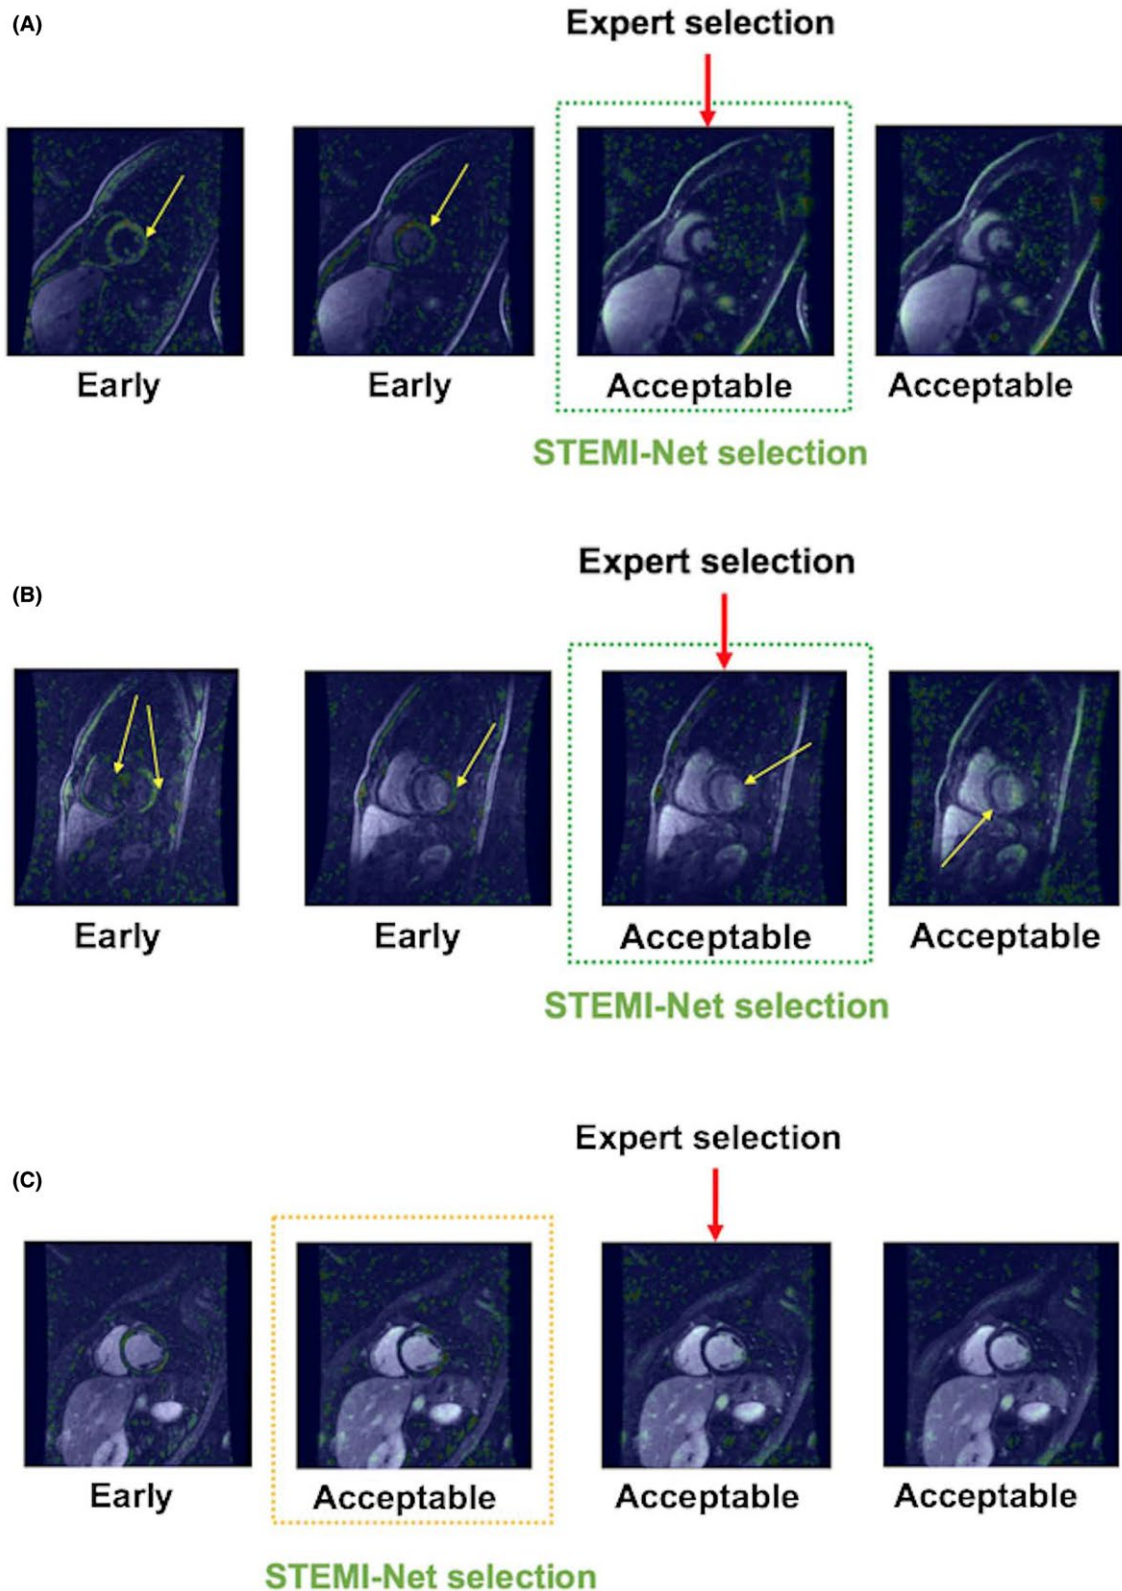 (A)
Expert selection
Early Early Acceptable Acceptable
STEMI-Net selection
Expert selection
(B)
Early Early Acceptable Acceptable
STEMI-Net selection
Expert selection
(C)
Early Acceptable Acceptable Acceptable
STEMI-Net selection